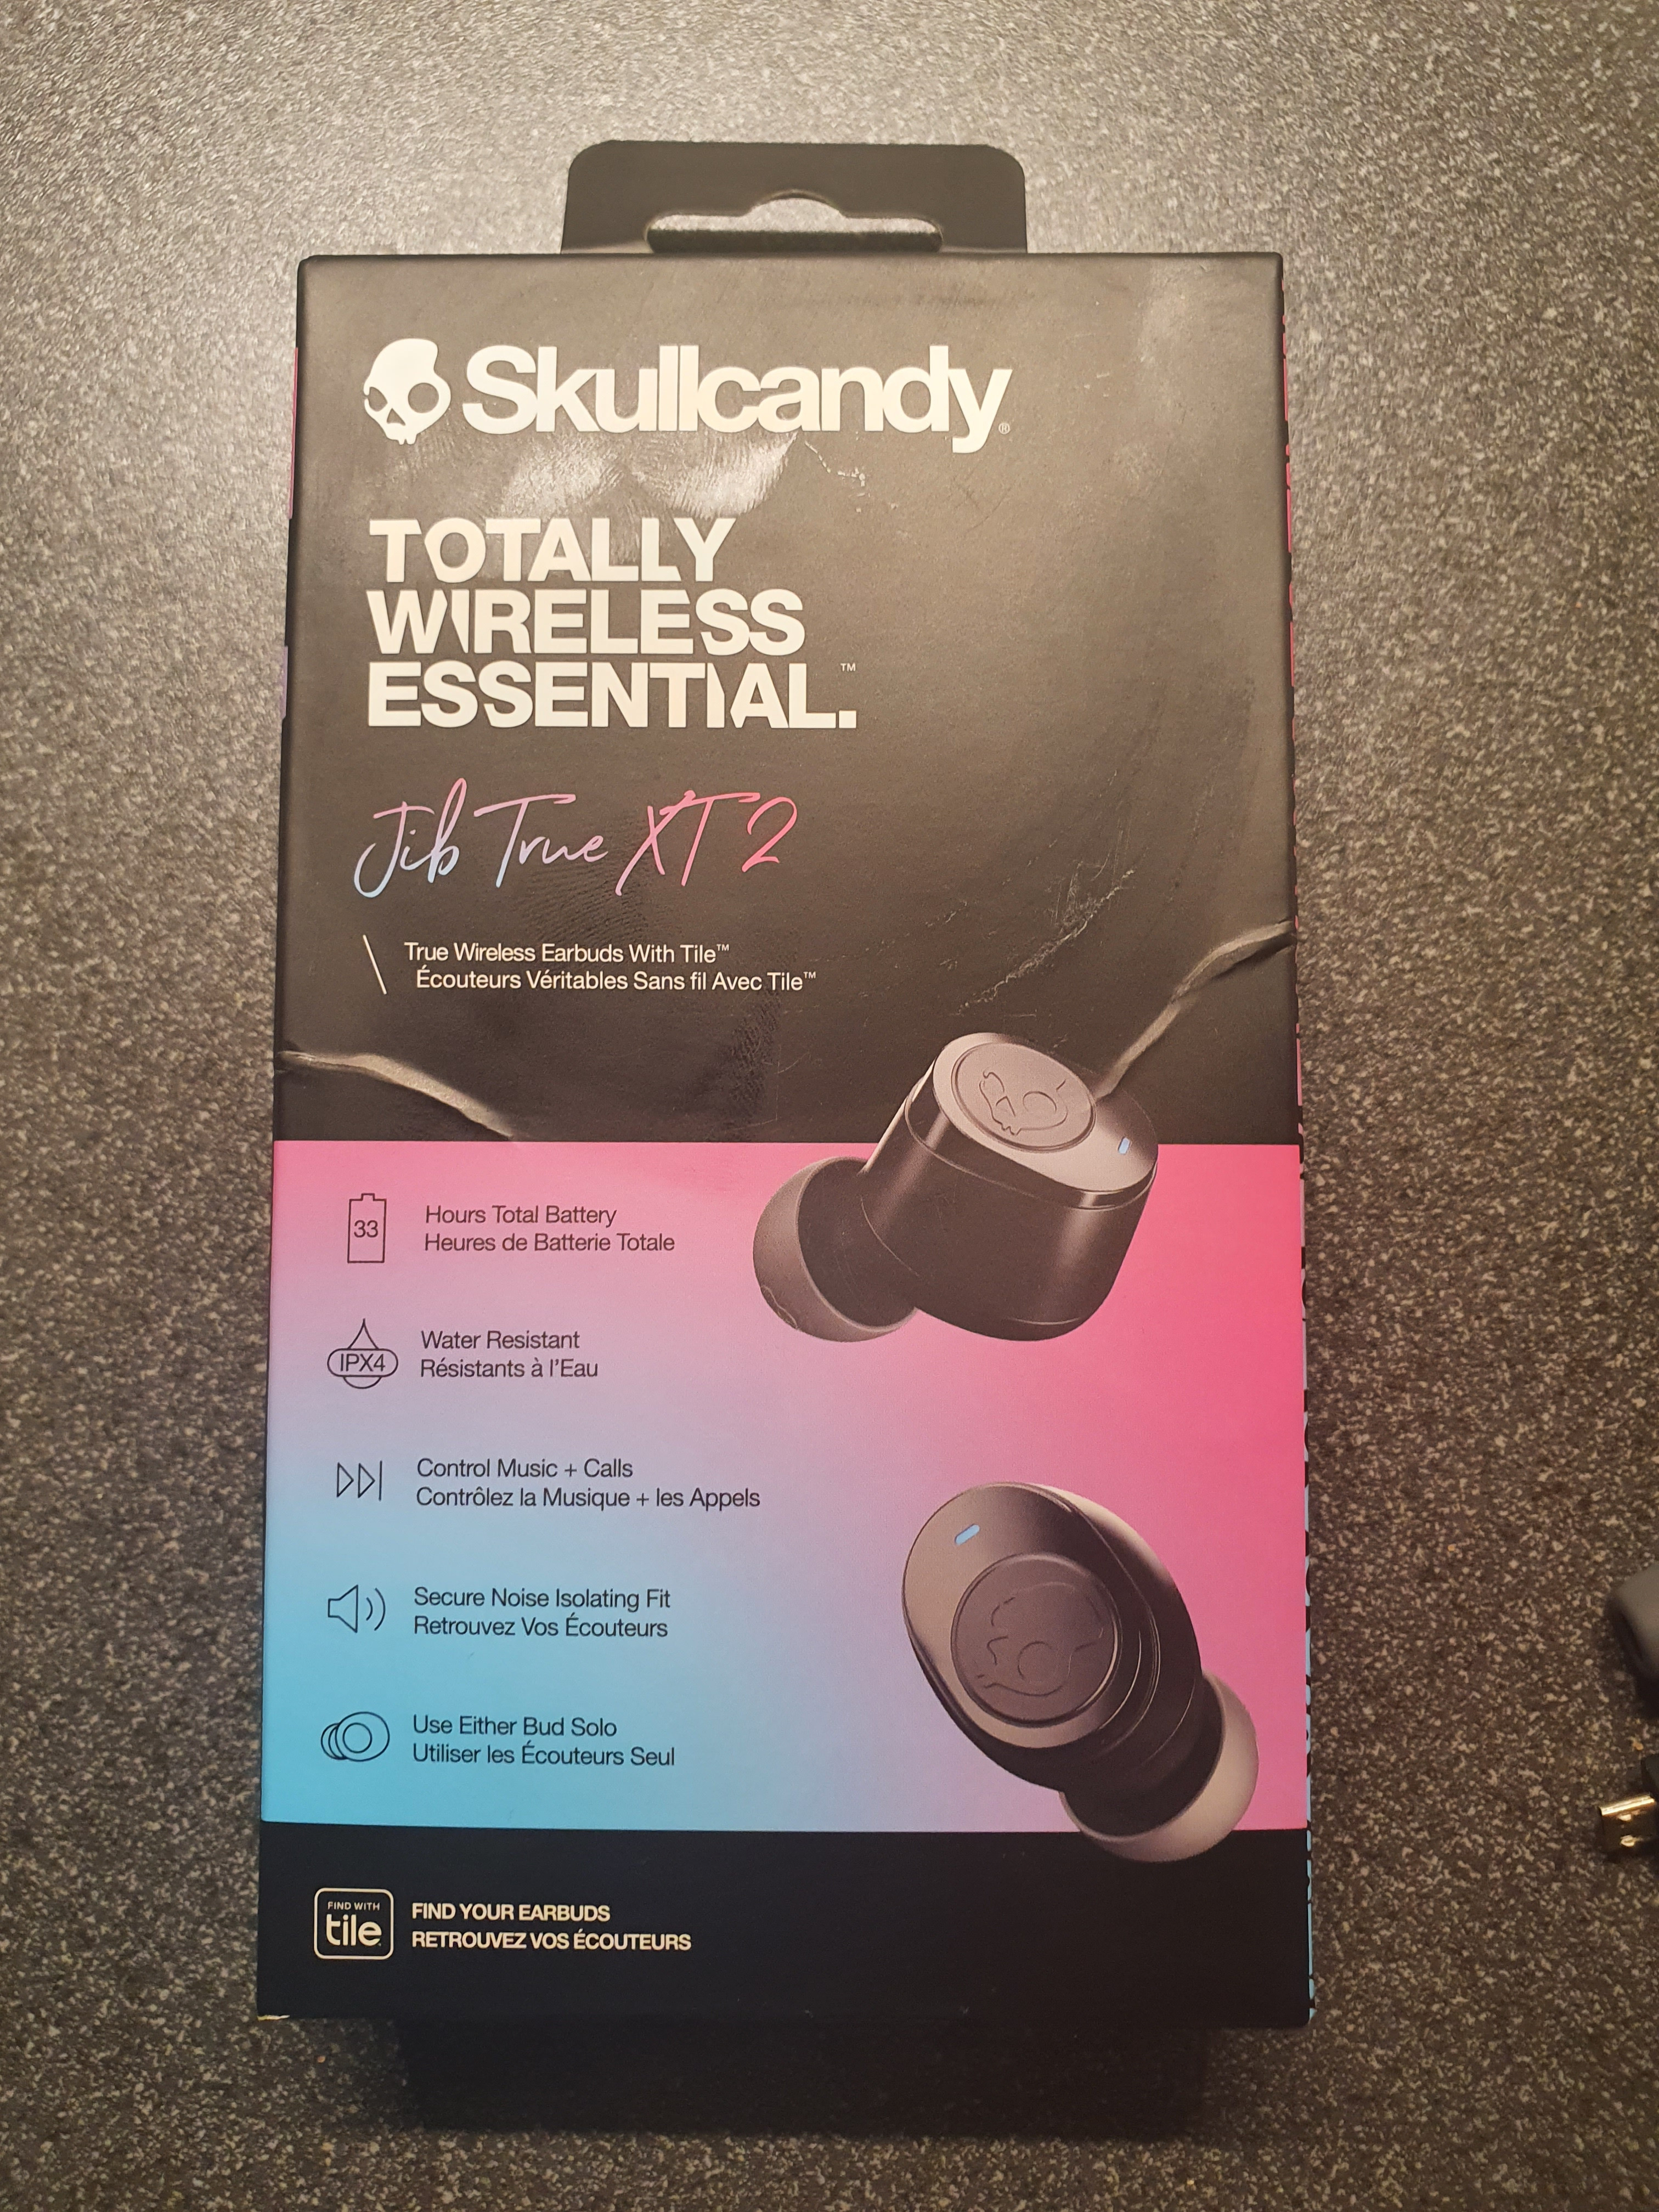 Skullcandy®
TOTALLY
WIRELESS
ESSENTIAL.™
Jib True XT 2
True Wireless Earbuds With Tile™
Écouteurs Véritables Sans fil Avec Tile™
33
Hours Total Battery
Heures de Batterie Totale
IPX4
Water Resistant
Résistants à l'Eau
Control Music + Calls
Contrôlez la Musique + les Appels
Secure Noise Isolating Fit
Retrouvez Vos Écouteurs
Use Either Bud Solo
Utiliser les Écouteurs Seul
FIND WITH
tile
FIND YOUR EARBUDS
RETROUVEZ VOS ÉCOUTEURS